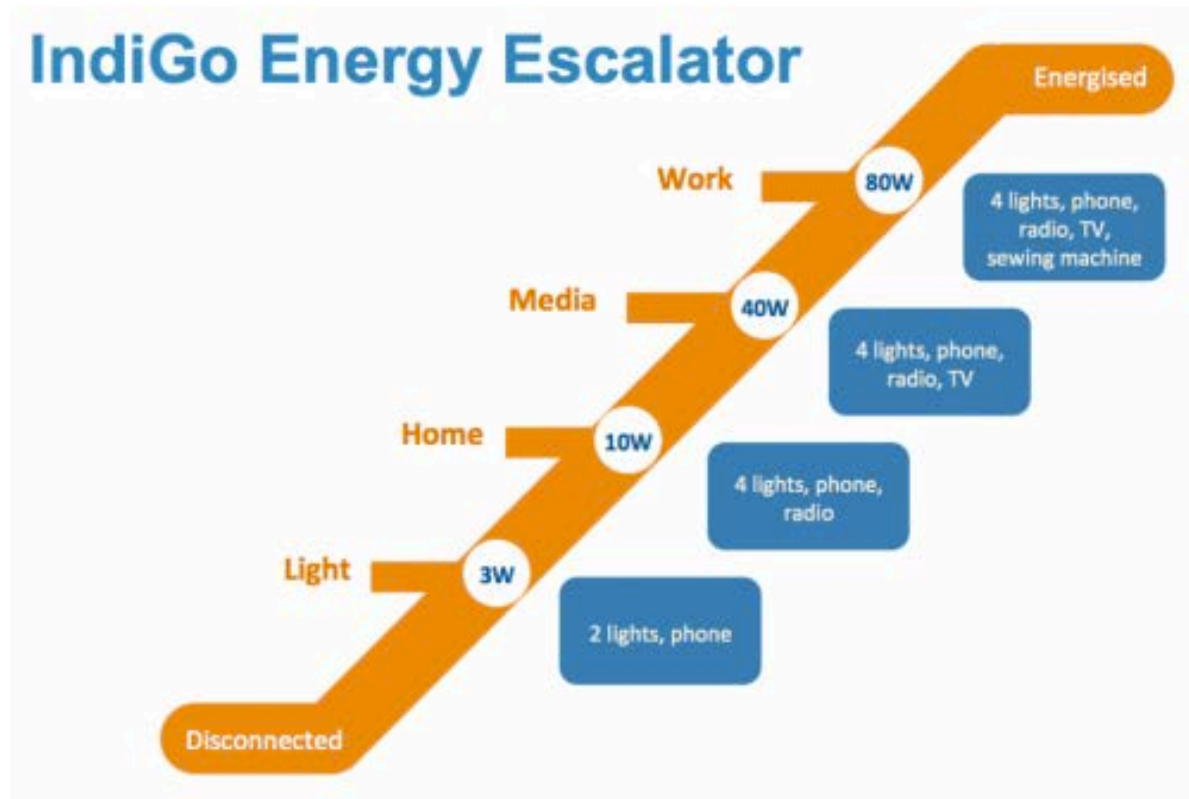 IndiGo Energy Escalator
Energised
Work
80W
4 lights, phone,
radio, TV,
sewing machine
Media
40W
4 lights, phone,
radio, TV
Home
10W
4 lights, phone,
radio
Light
3W
2 lights, phone
Disconnected